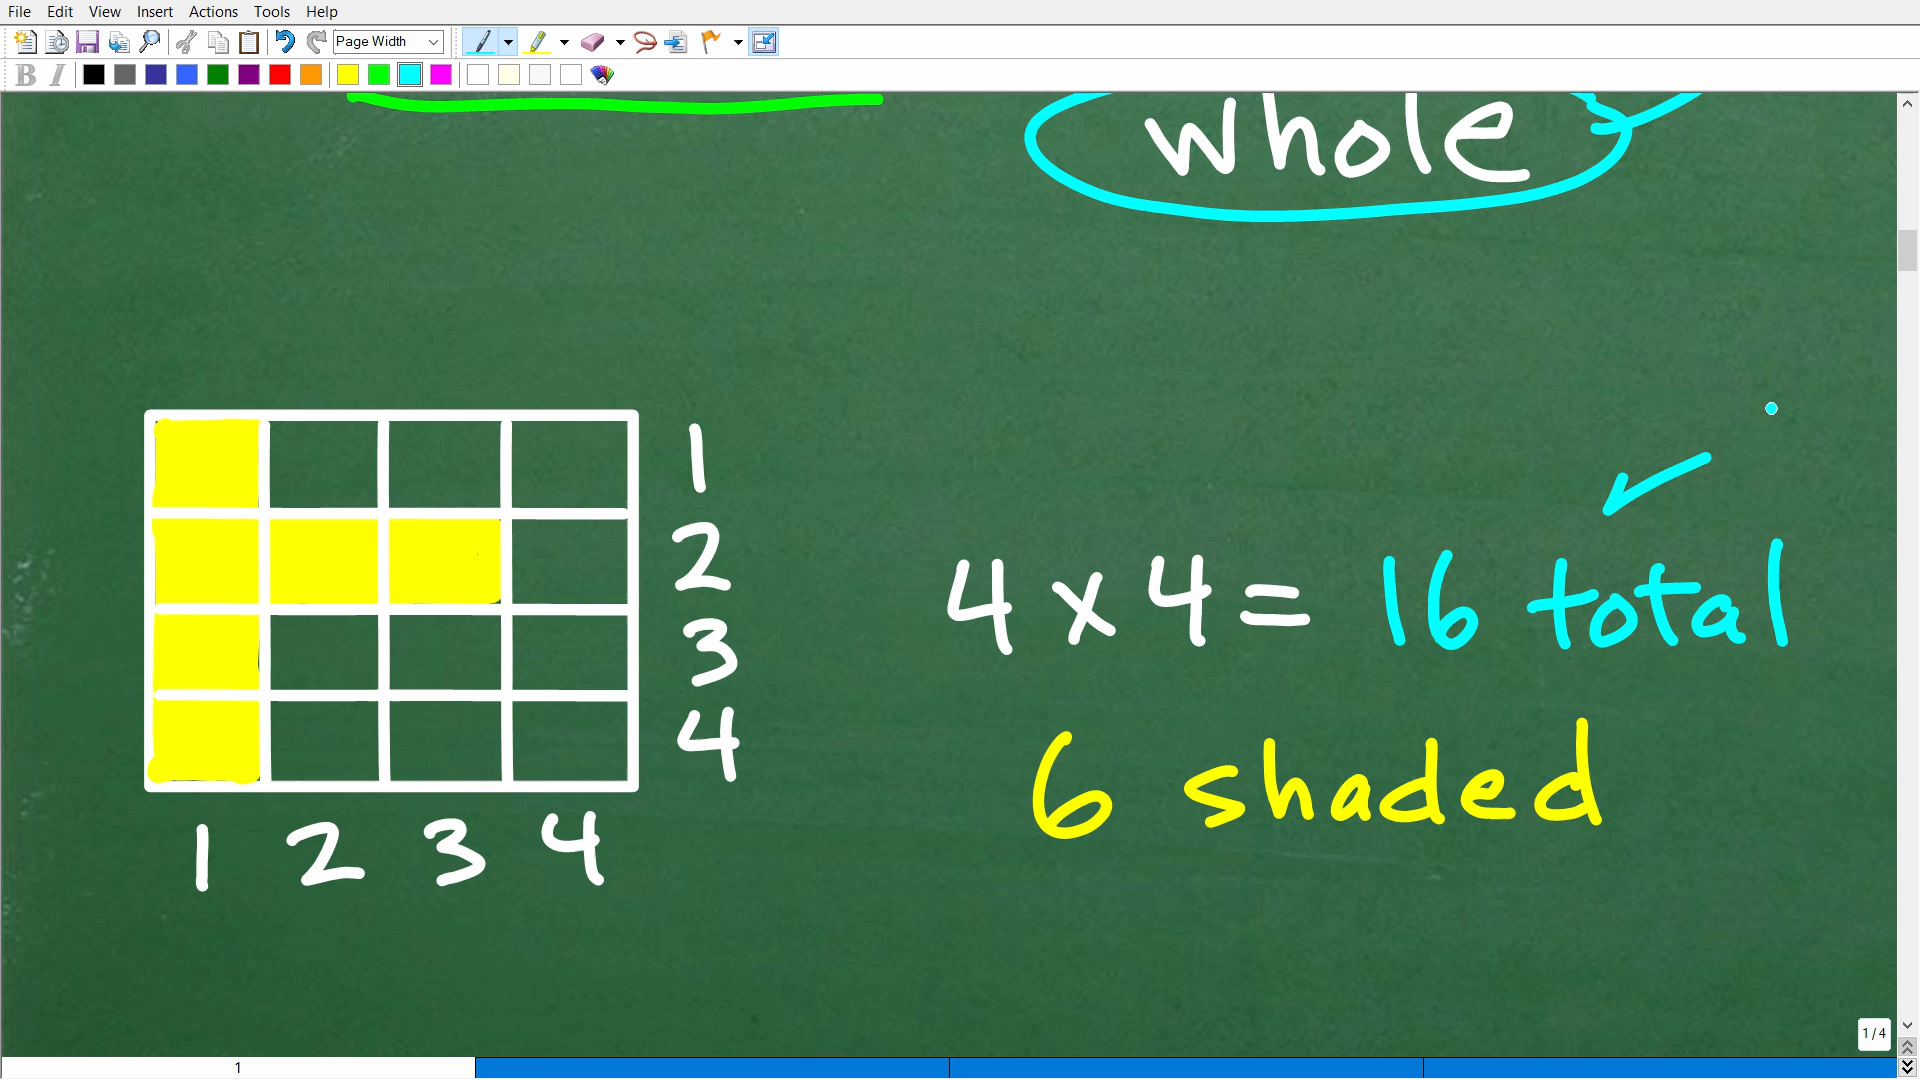 File Edit View Insert Actions Tools Help
Page Width
B I
whole
1
2
3
4
1 2 3 4
4 x 4 = 16 total
6 shaded
1 / 4
1